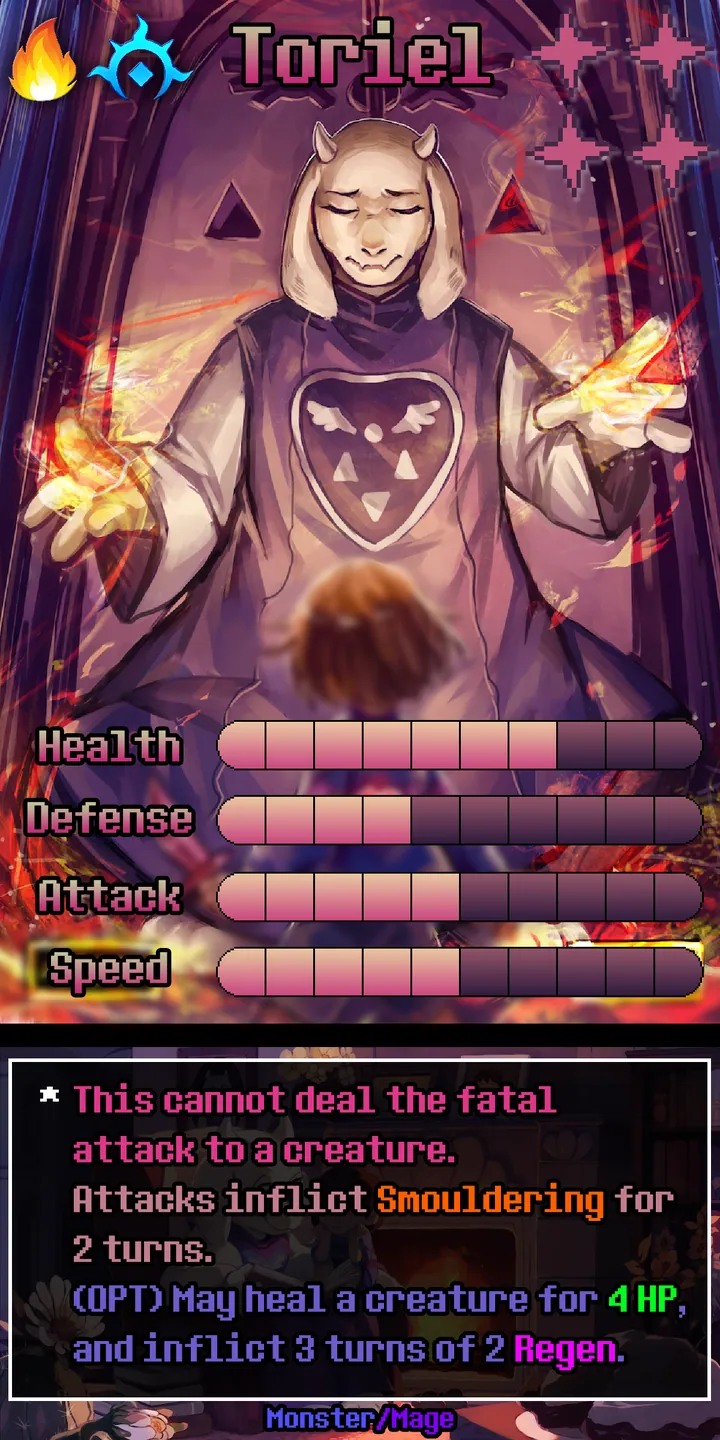 Toriel
Health
Defense
Attack
Speed
* This cannot deal the fatal
attack to a creature.
Attacks inflict Smouldering for
2 turns.
(OPT) May heal a creature for 4 HP,
and inflict 3 turns of 2 Regen.
Monster/Mage